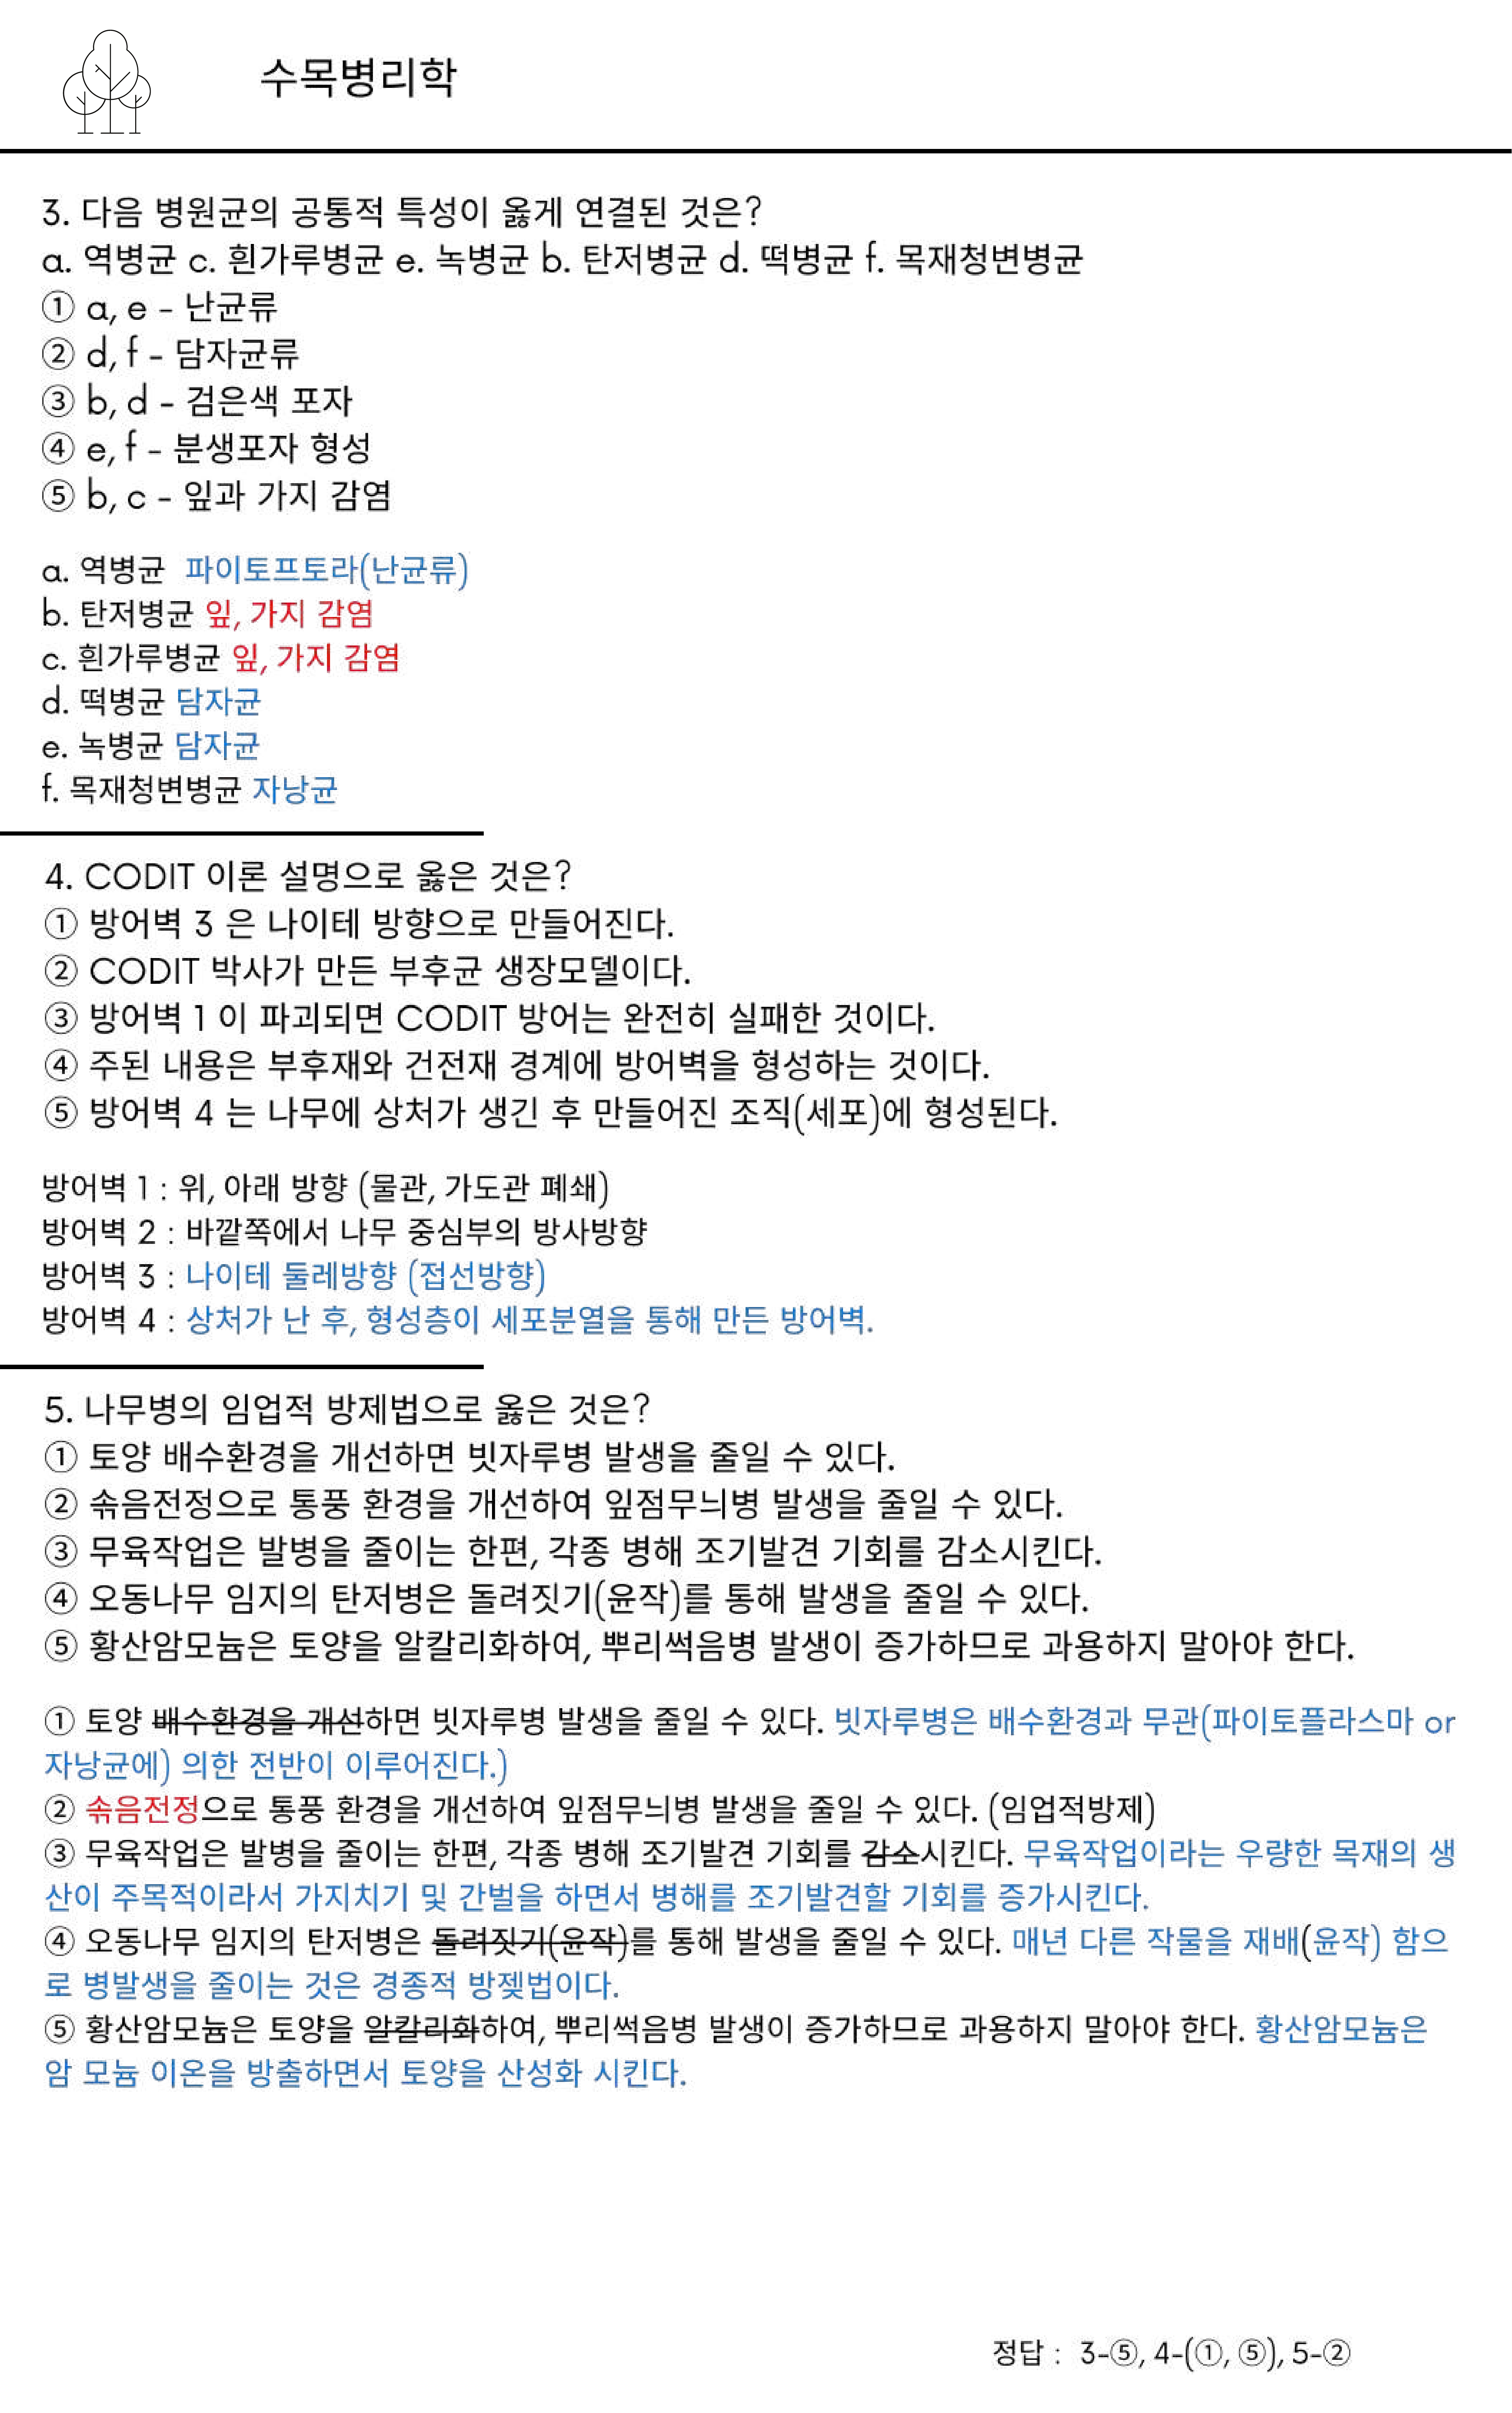 수목병리학
3. 다음 병원균의 공통적 특성이 옳게 연결된 것은?
a. 역병균 c. 흰가루병균 e. 녹병균 b. 탄저병균 d. 떡병균 f. 목재청변병균
① a, e - 난균류
② d, f - 담자균류
③ b, d - 검은색 포자
④ e, f - 분생포자 형성
⑤ b, c - 잎과 가지 감염
a. 역병균 파이토프토라(난균류)
b. 탄저병균 잎, 가지 감염
c. 흰가루병균 잎, 가지 감염
d. 떡병균 담자균
e. 녹병균 담자균
f. 목재청변병균 자낭균
4. CODIT 이론 설명으로 옳은 것은?
① 방어벽 3 은 나이테 방향으로 만들어진다.
② CODIT 박사가 만든 부후균 생장모델이다.
③ 방어벽 1 이 파괴되면 CODIT 방어는 완전히 실패한 것이다.
④ 주된 내용은 부후재와 건전재 경계에 방어벽을 형성하는 것이다.
⑤ 방어벽 4 는 나무에 상처가 생긴 후 만들어진 조직(세포)에 형성된다.
방어벽 1 : 위, 아래 방향 (물관, 가도관 폐쇄)
방어벽 2 : 바깥쪽에서 나무 중심부의 방사방향
방어벽 3 : 나이테 둘레방향 (접선방향)
방어벽 4 : 상처가 난 후, 형성층이 세포분열을 통해 만든 방어벽.
5. 나무병의 임업적 방제법으로 옳은 것은?
① 토양 배수환경을 개선하면 빗자루병 발생을 줄일 수 있다.
② 솎음전정으로 통풍 환경을 개선하여 잎점무늬병 발생을 줄일 수 있다.
③ 무육작업은 발병을 줄이는 한편, 각종 병해 조기발견 기회를 감소시킨다.
④ 오동나무 임지의 탄저병은 돌려짓기(윤작)를 통해 발생을 줄일 수 있다.
⑤ 황산암모늄은 토양을 알칼리화하여, 뿌리썩음병 발생이 증가하므로 과용하지 말아야 한다.
① 토양 배수환경을 개선하면 빗자루병 발생을 줄일 수 있다. 빗자루병은 배수환경과 무관(파이토플라스마 or
자낭균에) 의한 전반이 이루어진다.)
② 솎음전정으로 통풍 환경을 개선하여 잎점무늬병 발생을 줄일 수 있다. (임업적방제)
③ 무육작업은 발병을 줄이는 한편, 각종 병해 조기발견 기회를 감소시킨다. 무육작업이라는 우량한 목재의 생
산이 주목적이라서 가지치기 및 간벌을 하면서 병해를 조기발견할 기회를 증가시킨다.
④ 오동나무 임지의 탄저병은 돌려짓기(윤작)를 통해 발생을 줄일 수 있다. 매년 다른 작물을 재배(윤작) 함으
로 병발생을 줄이는 것은 경종적 방젲법이다.
⑤ 황산암모늄은 토양을 알칼리화하여, 뿌리썩음병 발생이 증가하므로 과용하지 말아야 한다. 황산암모늄은
암 모늄 이온을 방출하면서 토양을 산성화 시킨다.
정답 : 3-⑤, 4-(①, ⑤), 5-②